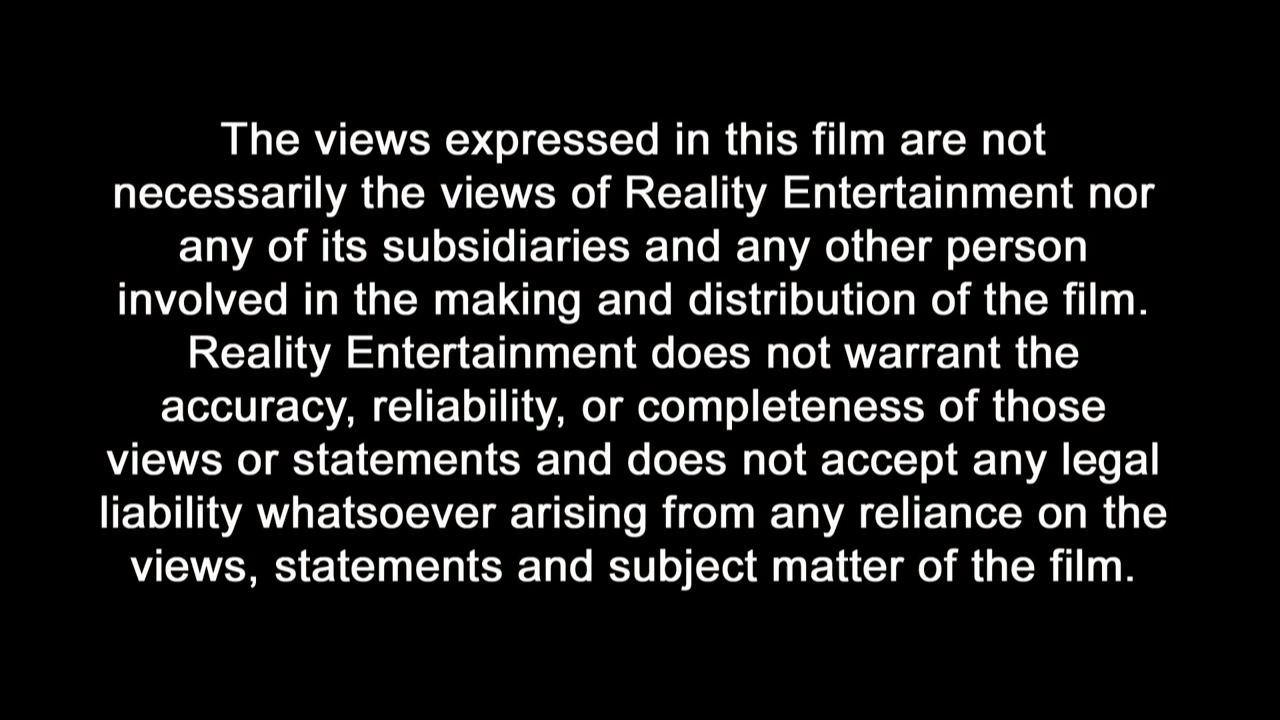 The views expressed in this film are not
necessarily the views of Reality Entertainment nor
any of its subsidiaries and any other person
involved in the making and distribution of the film.
Reality Entertainment does not warrant the
accuracy, reliability, or completeness of those
views or statements and does not accept any legal
liability whatsoever arising from any reliance on the
views, statements and subject matter of the film.